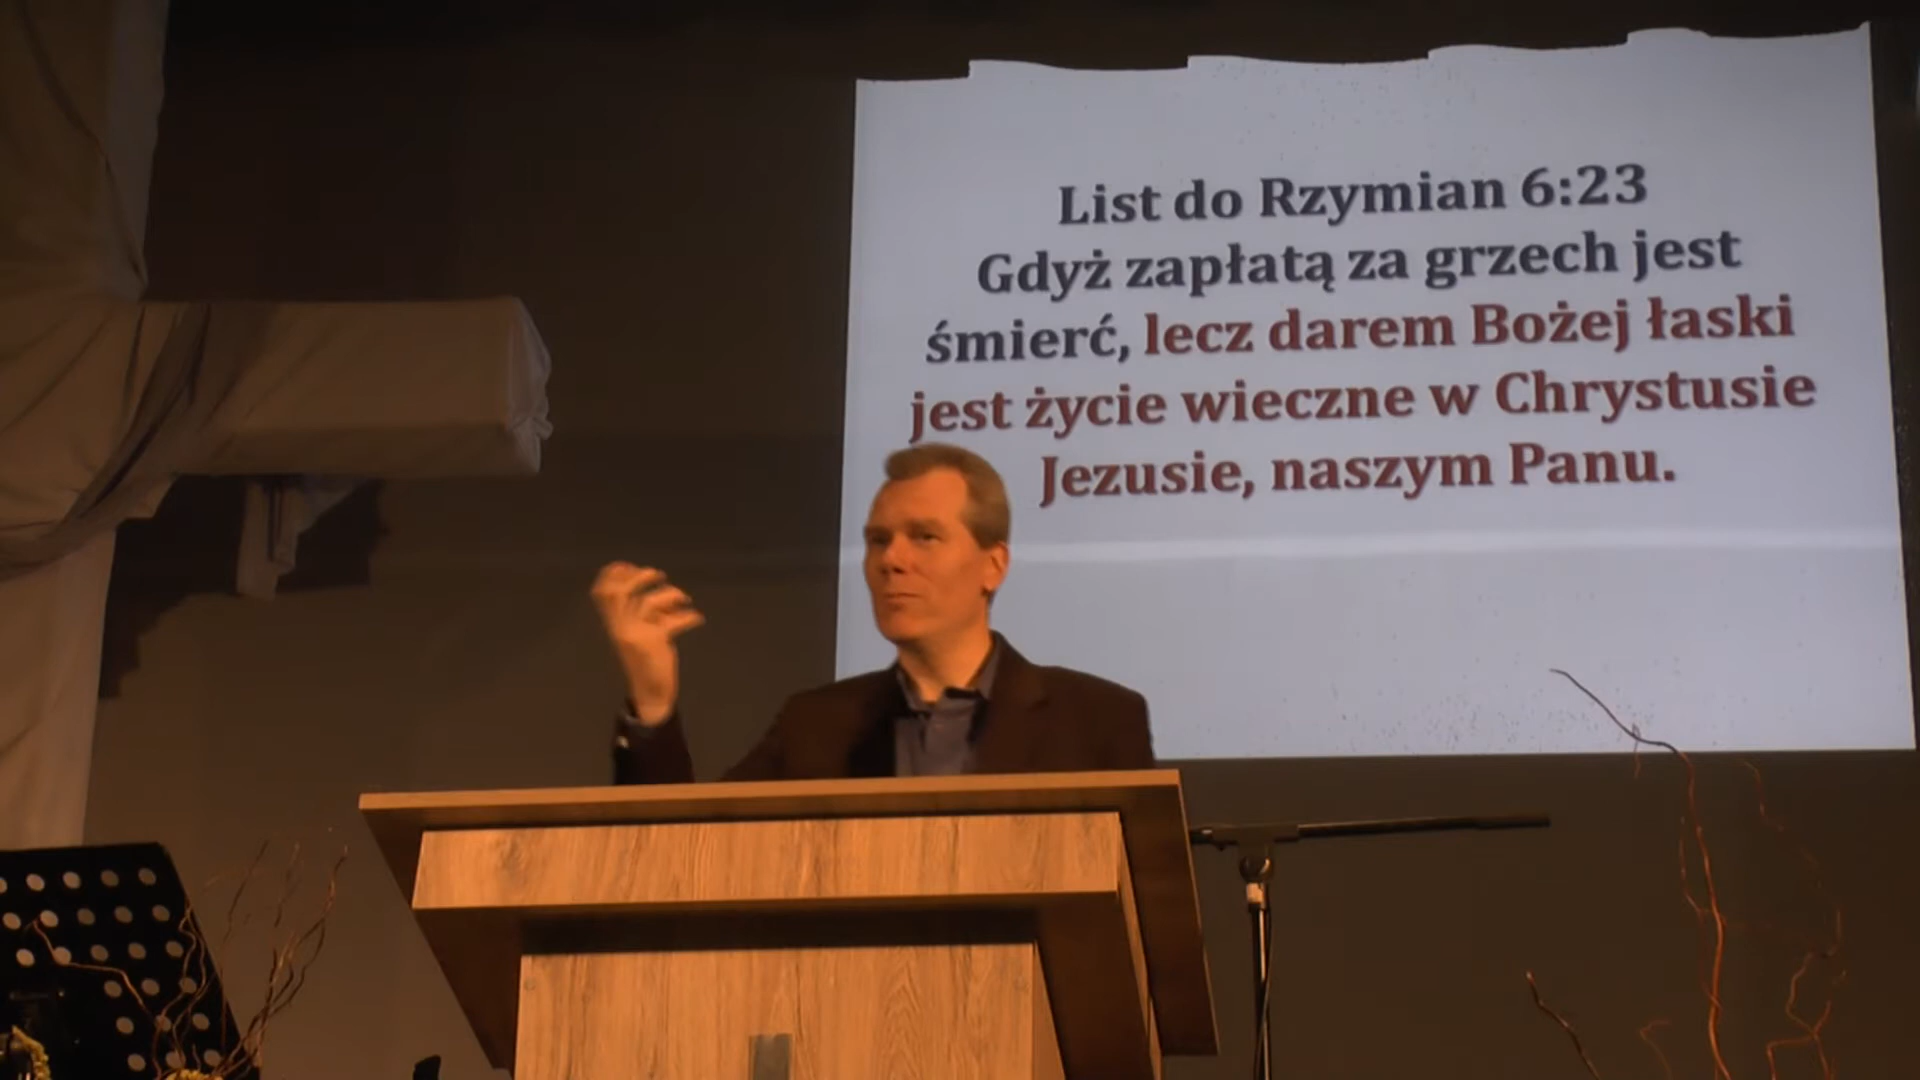 List do Rzymian 6:23
Gdyż zapłatą za grzech jest
śmierć, lecz darem Bożej łaski
jest życie wieczne w Chrystusie
Jezusie, naszym Panu.